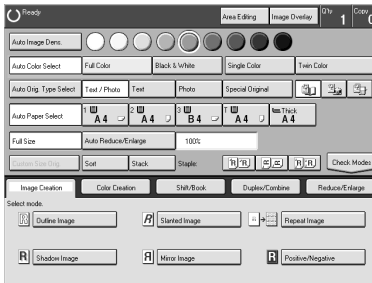 Ready Area Editing Image Overlay Q'ty 1 Copy 0
Auto Image Dens.
Auto Color Select Full Color Black & White Single Color Twin Color
Auto Orig. Type Select Text / Photo Text Photo Special Original
Auto Paper Select 1 A4 2 A4 3 B4 T A4 Thick A4
Full Size Auto Reduce/Enlarge 100%
Custom Size Orig. Sort Stack Staple: Check Modes
Image Creation Color Creation Shift/Book Duplex/Combine Reduce/Enlarge
Select mode.
R Outline Image R Slanted Image Repeat Image
R Shadow Image R Mirror Image R Positive/Negative